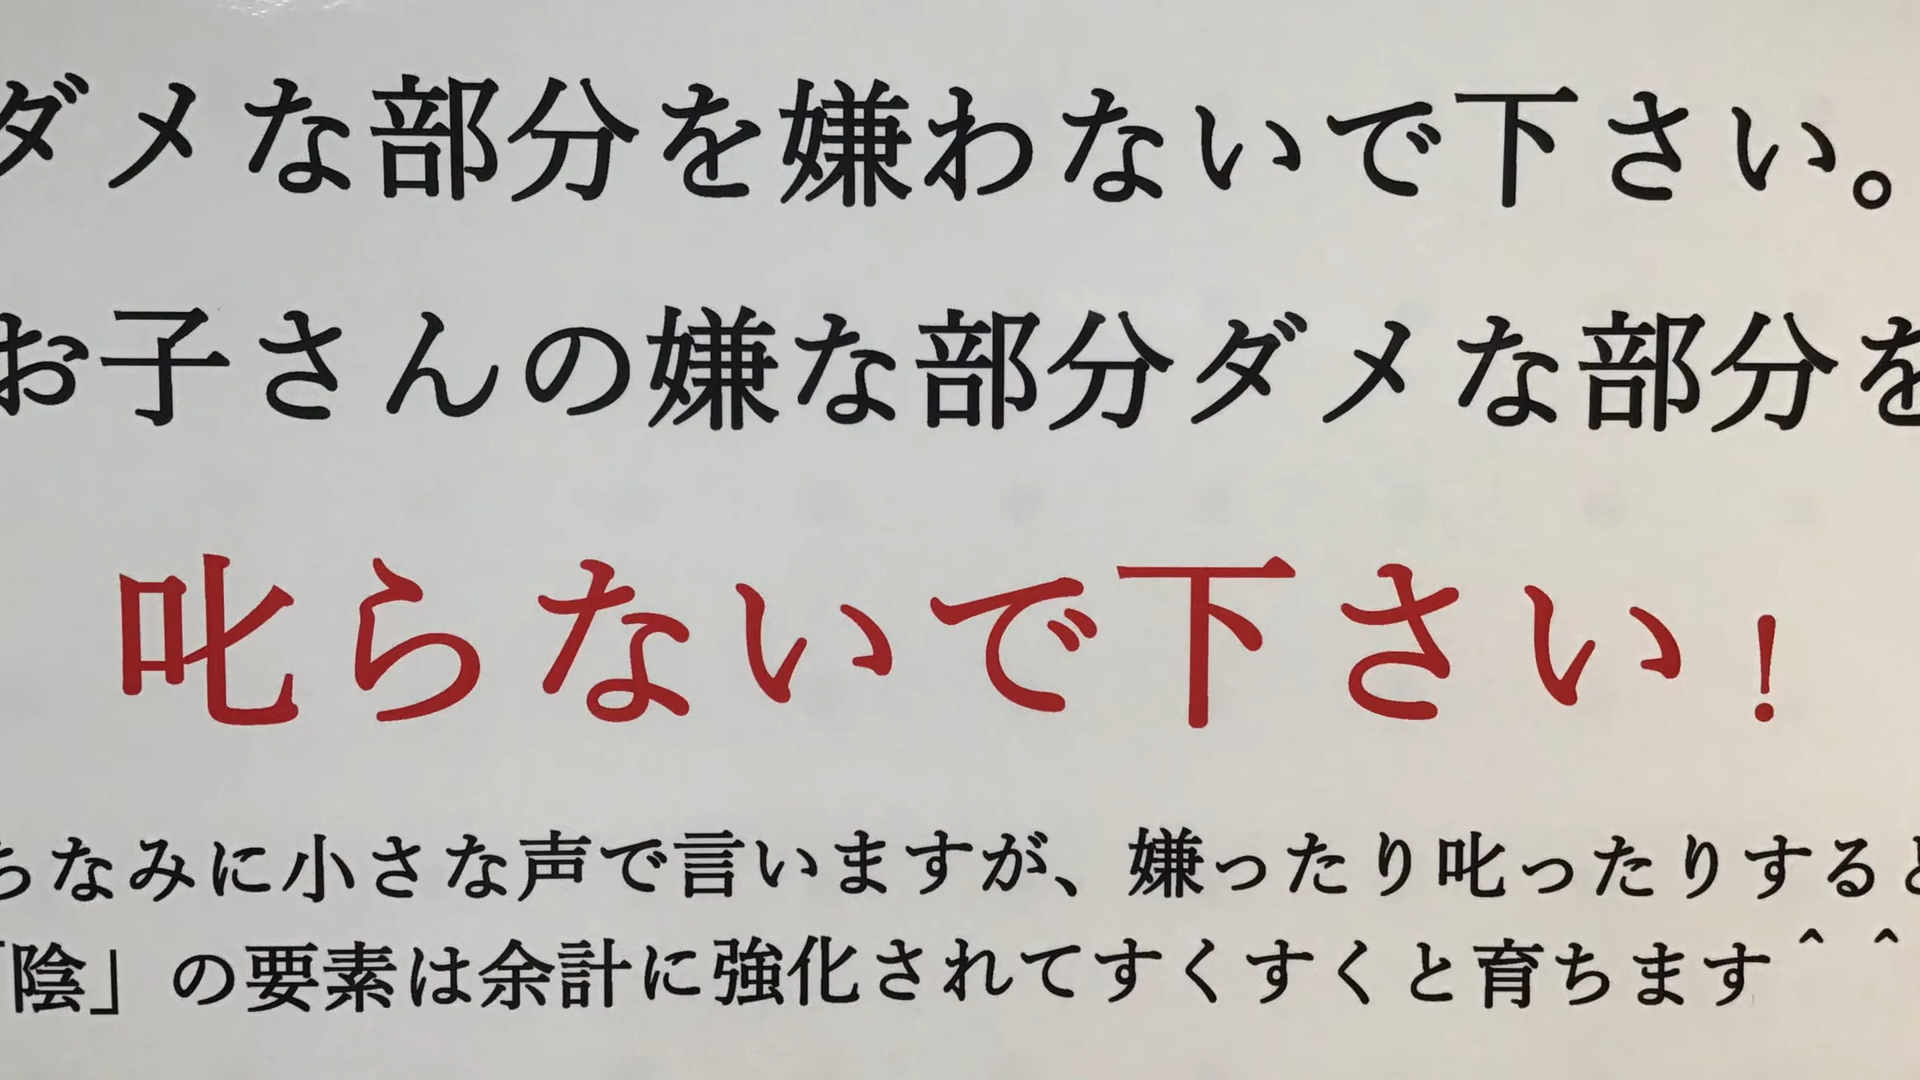 ダメな部分を嫌わないで下さい。
お子さんの嫌な部分ダメな部分を
叱らないで下さい！
ちなみに小さな声で言いますが、嫌ったり叱ったりすると
「陰」の要素は余計に強化されてすくすくと育ちます＾＾